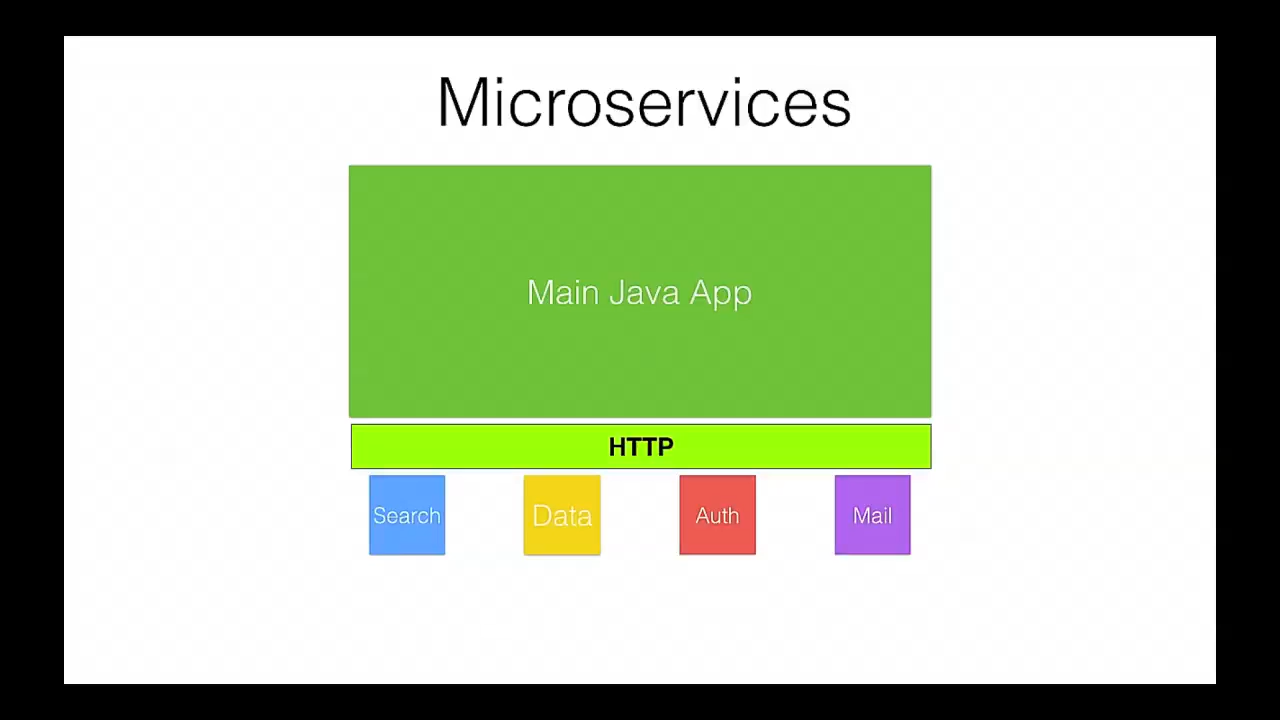 Microservices
Main Java App
HTTP
Search
Data
Auth
Mail